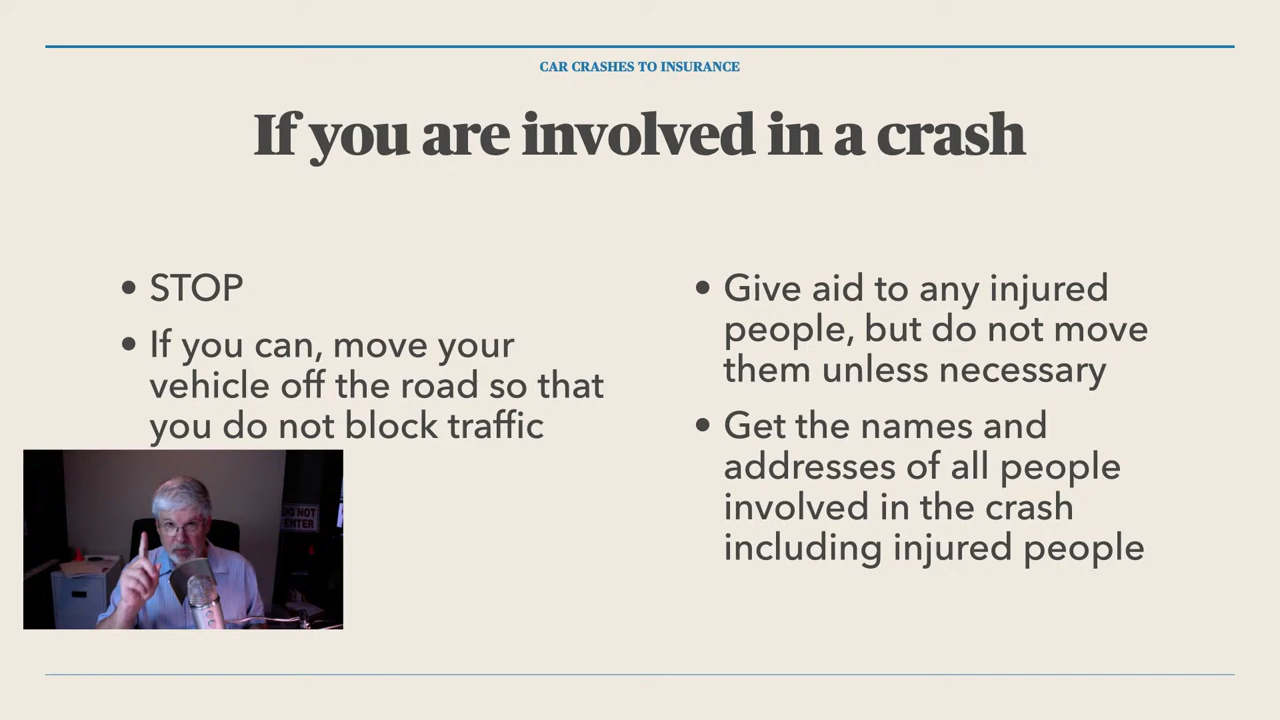 CAR CRASHES TO INSURANCE
If you are involved in a crash
• STOP
• If you can, move your
vehicle off the road so that
you do not block traffic
• Give aid to any injured
people, but do not move
them unless necessary
• Get the names and
addresses of all people
involved in the crash
including injured people
DO NOT
ENTER